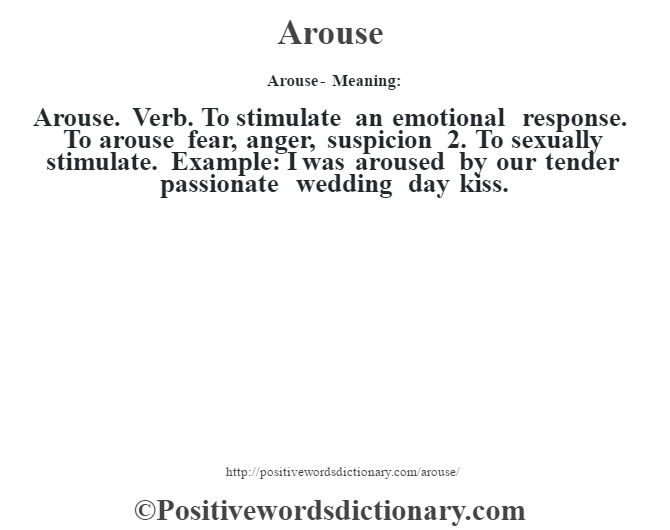 Arouse
Arouse- Meaning:
Arouse. Verb. To stimulate an emotional response.
To arouse fear, anger, suspicion 2. To sexually
stimulate. Example: I was aroused by our tender
passionate wedding day kiss.
http://positivewordsdictionary.com/arouse/
©Positivewordsdictionary.com